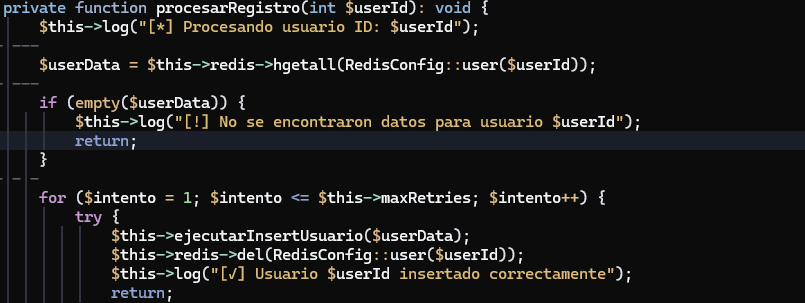 private function procesarRegistro(int $userId): void {
    $this->log("[*] Procesando usuario ID: $userId");
    $userData = $this->redis->hgetall(RedisConfig::user($userId));
    if (empty($userData)) {
        $this->log("[!] No se encontraron datos para usuario $userId");
        return;
    }
    for ($intento = 1; $intento <= $this->maxRetries; $intento++) {
        try {
            $this->ejecutarInsertUsuario($userData);
            $this->redis->del(RedisConfig::user($userId));
            $this->log("[√] Usuario $userId insertado correctamente");
            return;